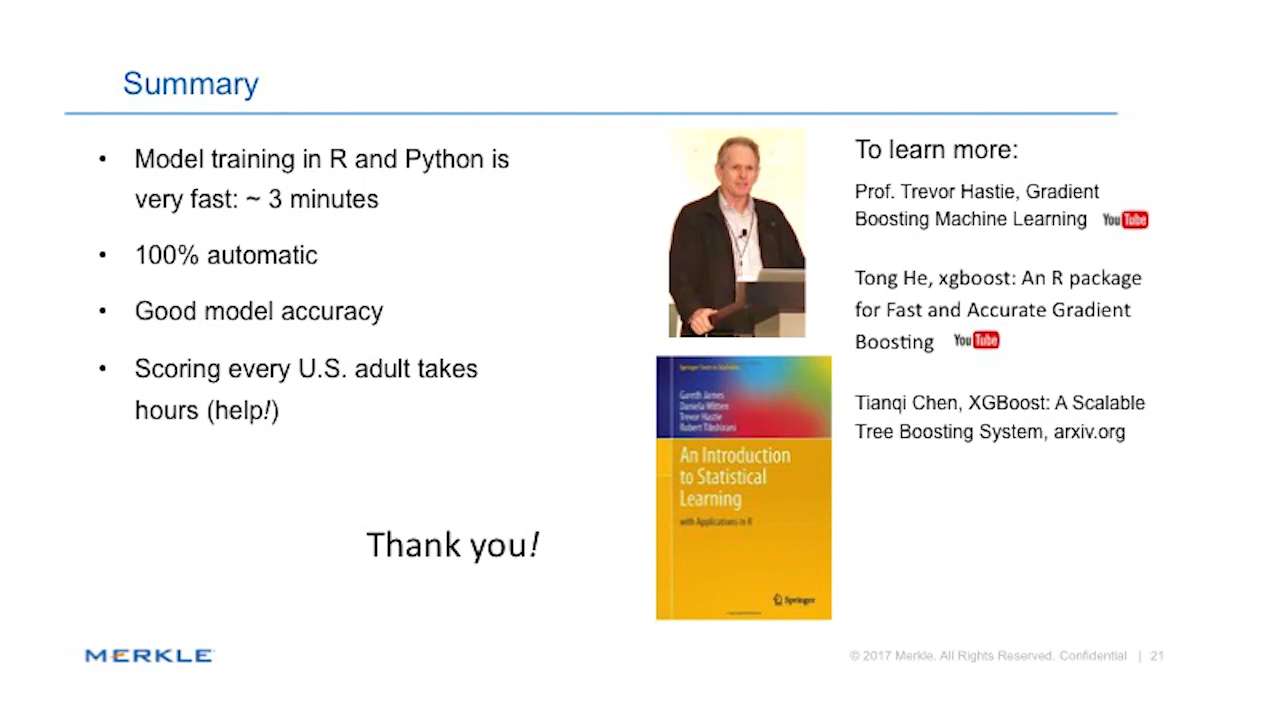 Summary
• Model training in R and Python is
very fast: ~ 3 minutes
• 100% automatic
• Good model accuracy
• Scoring every U.S. adult takes
hours (help!)
Thank you!
To learn more:
Prof. Trevor Hastie, Gradient
Boosting Machine Learning YouTube
Tong He, xgboost: An R package
for Fast and Accurate Gradient
Boosting YouTube
Tianqi Chen, XGBoost: A Scalable
Tree Boosting System, arxiv.org
Springer Texts in Statistics
Gareth James
Daniela Witten
Trevor Hastie
Robert Tibshirani
An Introduction
to Statistical
Learning
with Applications in R
Springer
MERKLE
© 2017 Merkle. All Rights Reserved. Confidential | 21